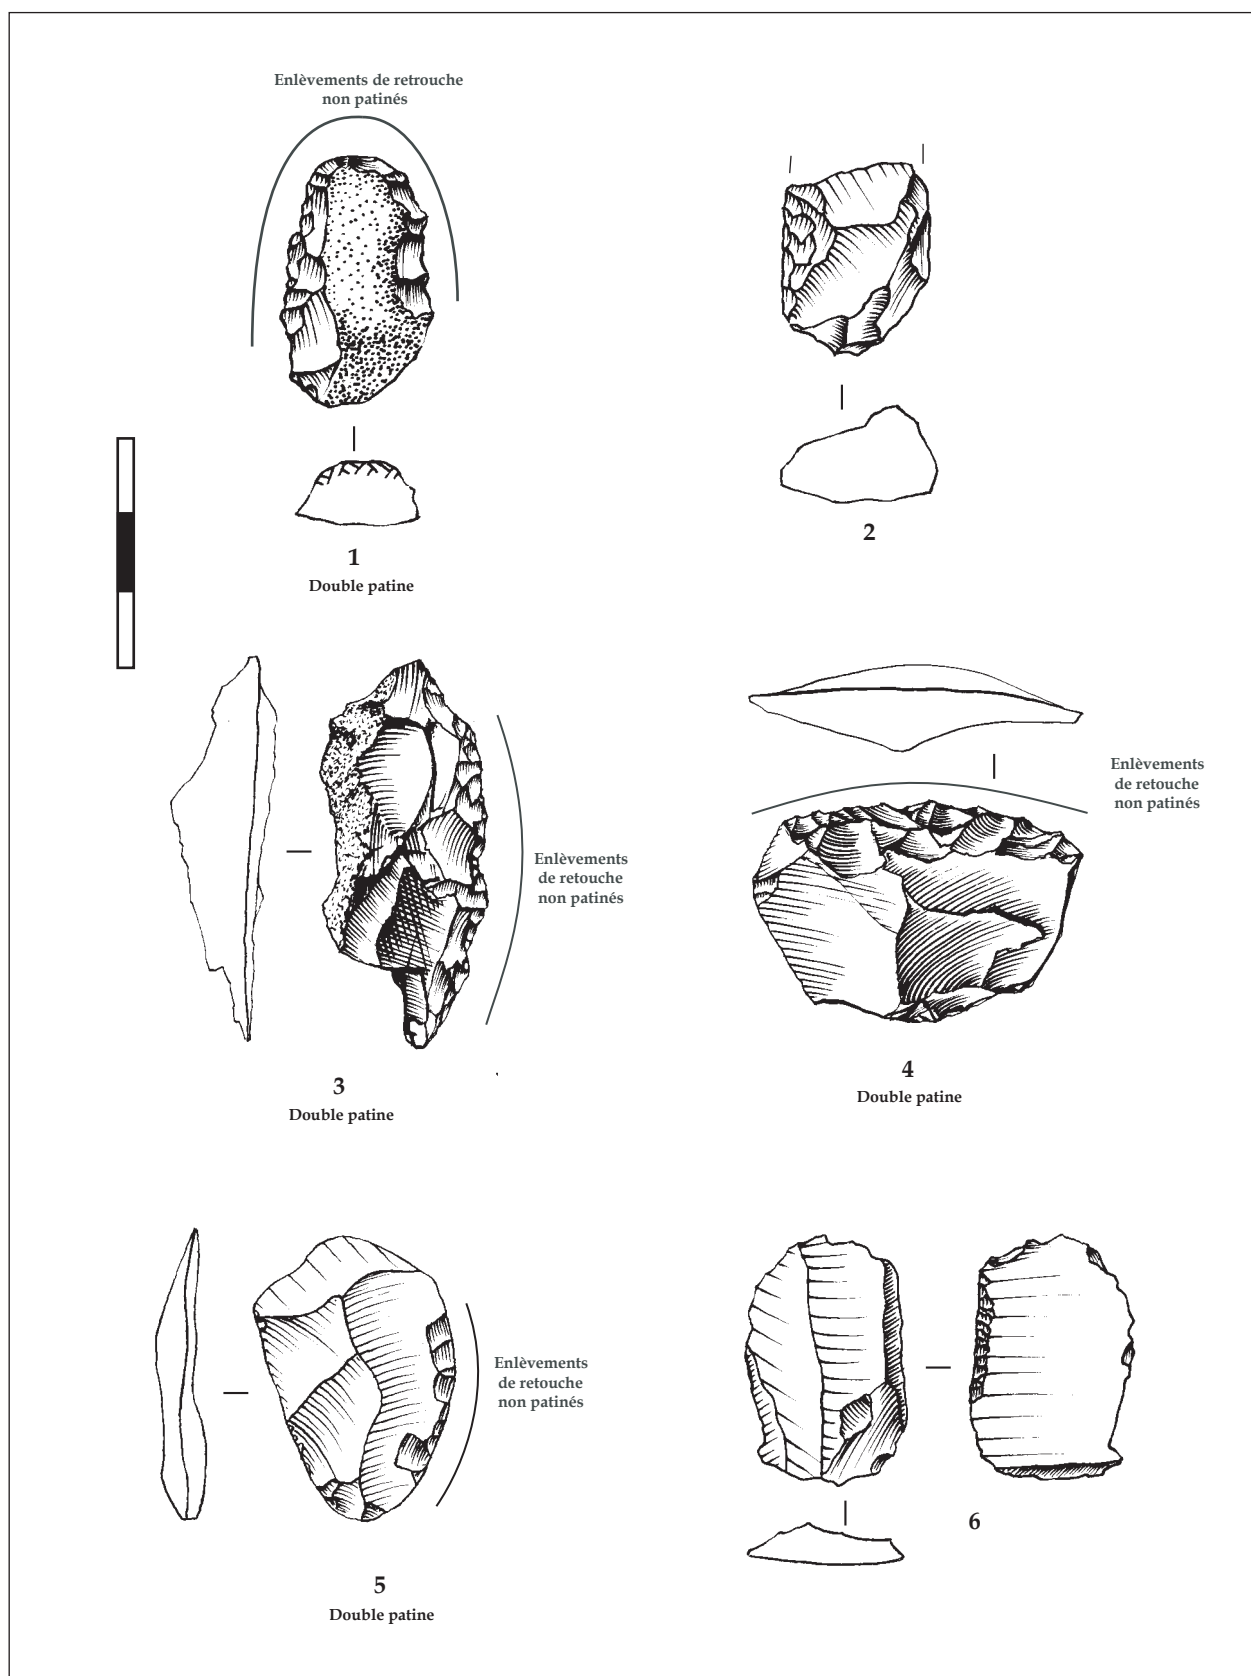 Enlèvements de retrouche
non patinés
1
Double patine
2
3
Double patine
Enlèvements
de retouche
non patinés
4
Double patine
Enlèvements
de retouche
non patinés
5
Double patine
Enlèvements
de retouche
non patinés
6